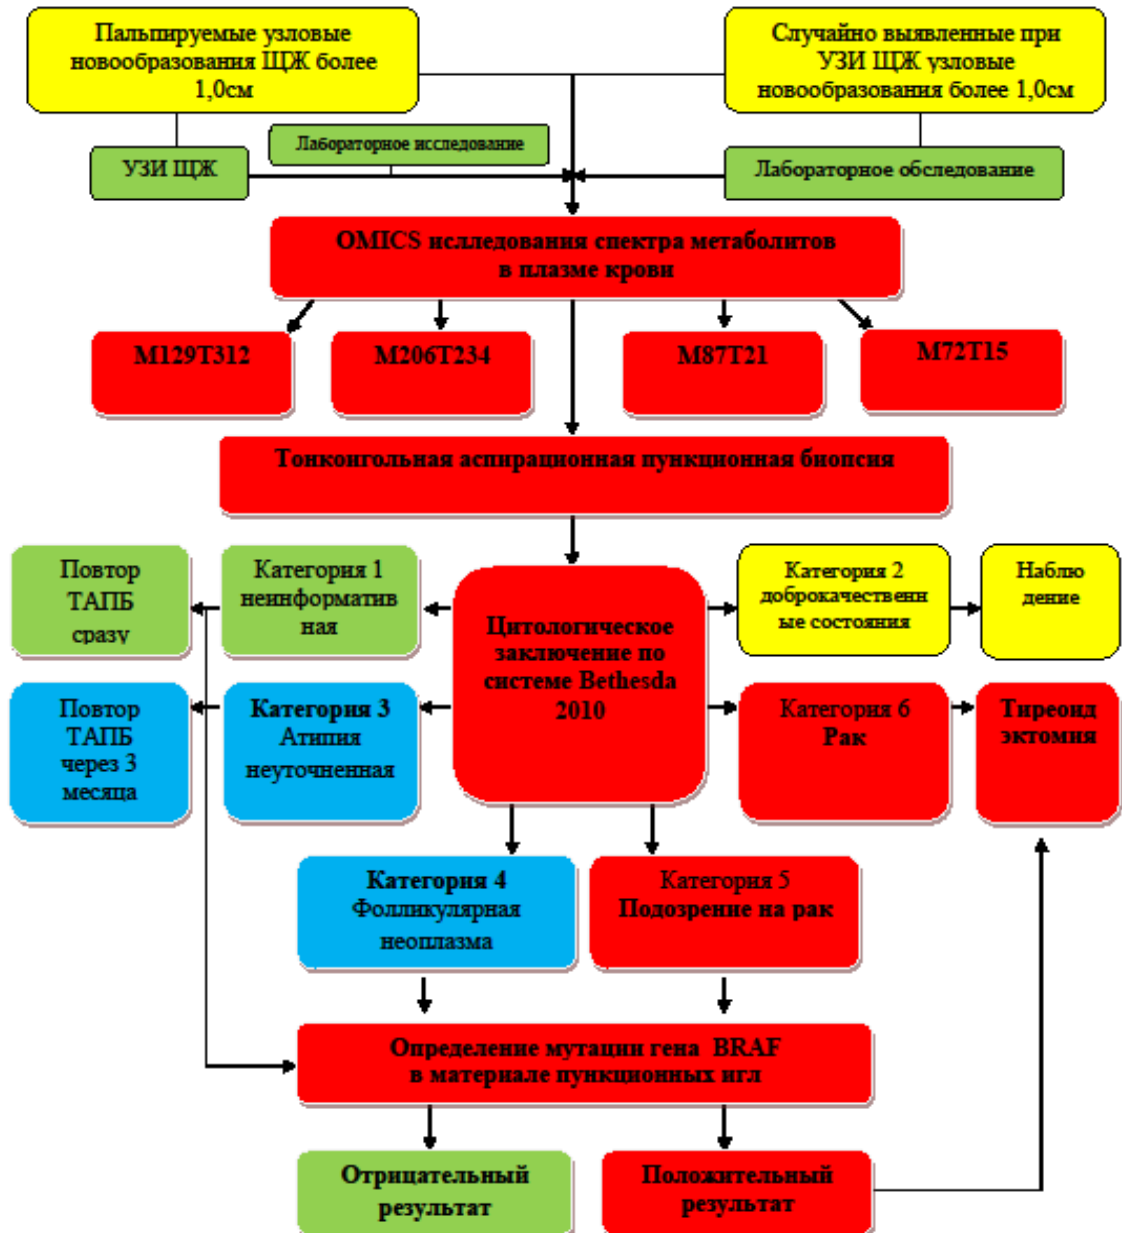 Пальпируемые узловые
новообразования ЩЖ более
1,0см
Случайно выявленные при
УЗИ ЩЖ узловые
новообразования более 1,0см
Лабораторное исследование
УЗИ ЩЖ
Лабораторное обследование
OMICS ислледования спектра метаболитов
в плазме крови
M129T312
M206T234
M87T21
M72T15
Тонкоигольная аспирационная пункционная биопсия
Повтор
ТАПБ
сразу
Категория 1
неинформатив
ная
Цитологическое
заключение по
системе Bethesda
2010
Категория 2
доброкачественн
ые состояния
Наблю
дение
Повтор
ТАПБ
через 3
месяца
Категория 3
Атипия
неуточненная
Категория 6
Рак
Тиреоид
эктомия
Категория 4
Фолликулярная
неоплазма
Категория 5
Подозрение на рак
Определение мутации гена BRAF
в материале пункционных игл
Отрицательный
результат
Положительный
результат